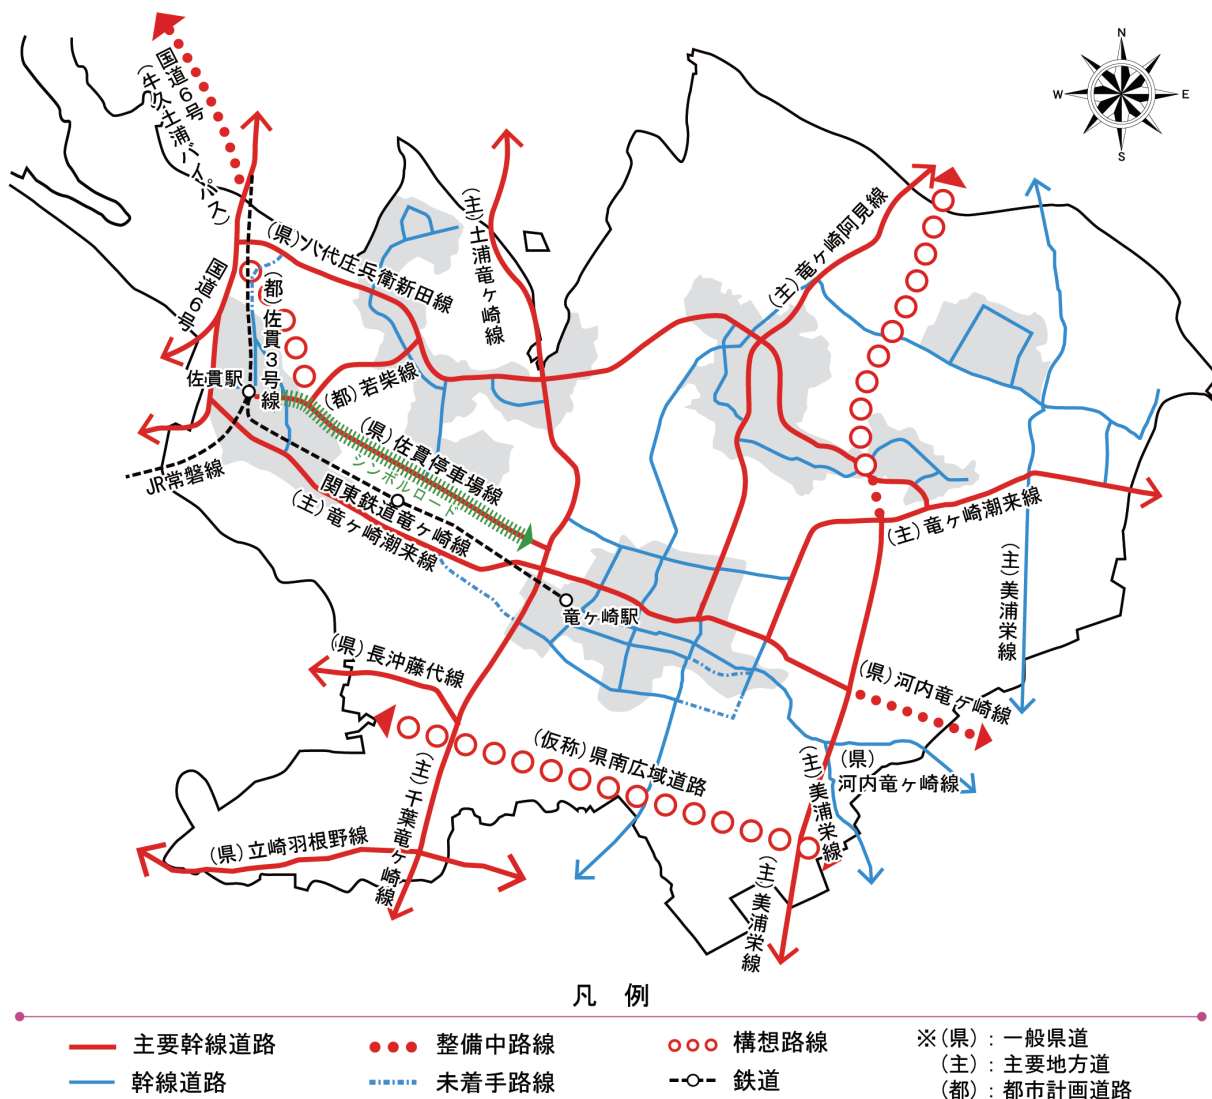 N
W
E
S
国道６号
（牛久土浦バイパス）
（県）八代庄兵衛新田線
（主）土浦竜ヶ崎線
（主）竜ヶ崎阿見線
国道６号
（都）佐貫３号線
佐貫駅
（都）若柴線
（県）佐貫停車場線
シンボルロード
JR常磐線
関東鉄道竜ヶ崎線
（主）竜ヶ崎潮来線
（主）竜ヶ崎潮来線
（主）美浦栄線
竜ヶ崎駅
（県）長沖藤代線
（県）河内竜ヶ崎線
（仮称）県南広域道路
（県）
河内竜ヶ崎線
（主）美浦栄線
（主）千葉竜ヶ崎線
（県）立崎羽根野線
（主）美浦栄線
凡　例
主要幹線道路
整備中路線
構想路線
幹線道路
未着手路線
鉄道
※（県）：一般県道
（主）：主要地方道
（都）：都市計画道路